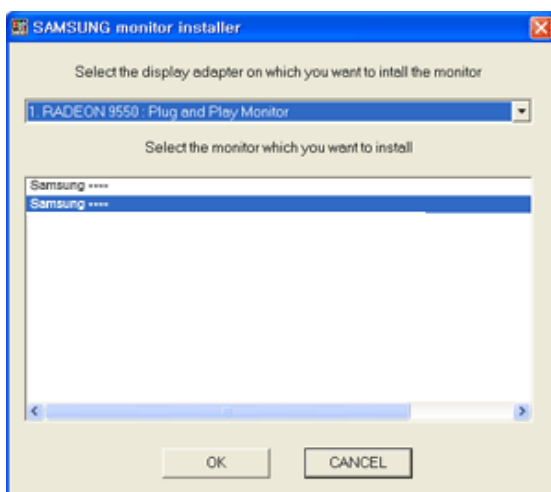 SAMSUNG monitor installer
Select the display adapter on which you want to intall the monitor
1. RADEON 9550 : Plug and Play Monitor
Select the monitor which you want to install
Samsung ----
Samsung ----
OK
CANCEL